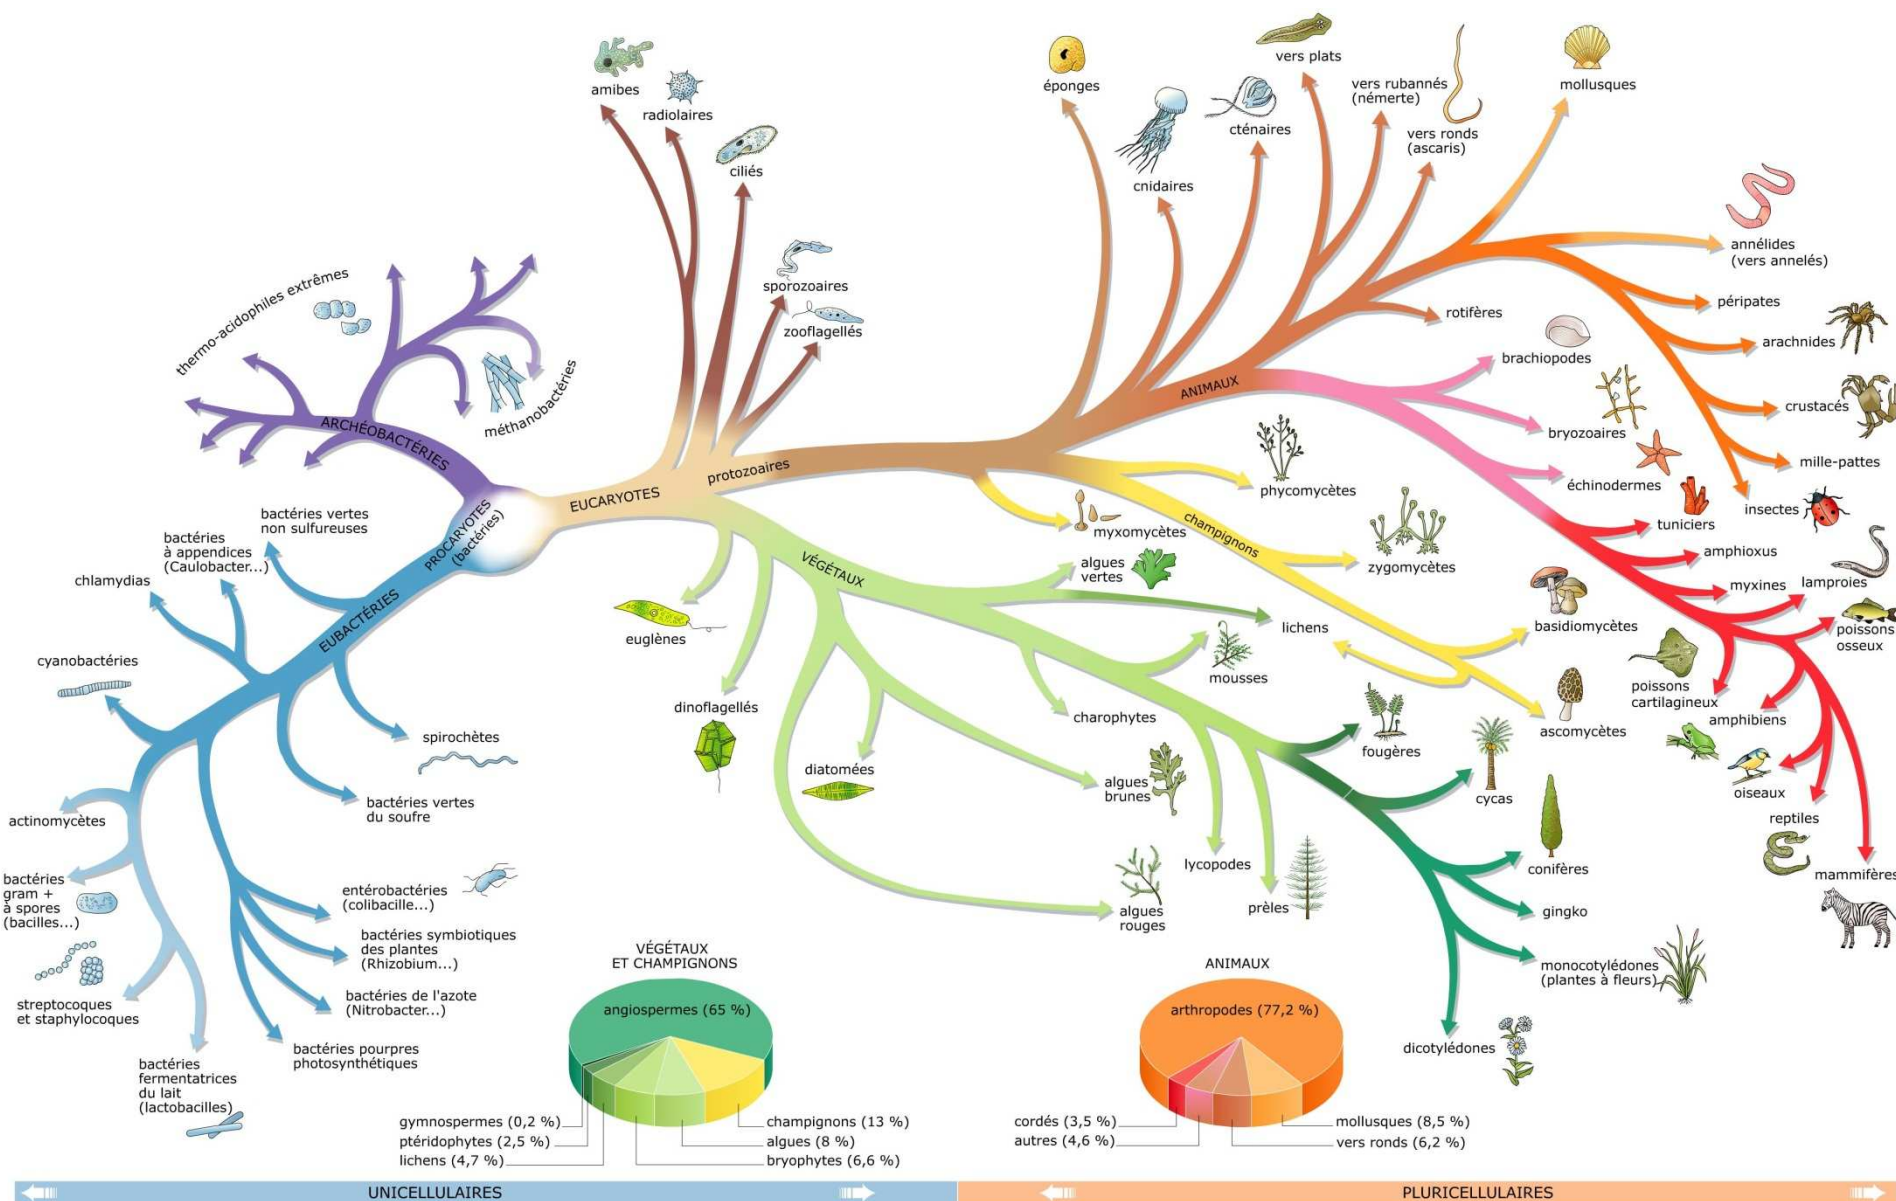 amibes
radiolaires
ciliés
sporozoaires
zooflagellés
éponges
cnidaires
cténaires
vers plats
vers rubannés
(némerte)
vers ronds
(ascaris)
mollusques
annélides
(vers annelés)
péripates
arachnides
crustacés
mille-pattes
insectes
rotifères
brachiopodes
bryozoaires
échinodermes
tuniciers
amphioxus
myxines
lamproies
poissons
osseux
poissons
cartilagineux
amphibiens
oiseaux
reptiles
mammifères
ANIMAUX
thermo-acidophiles extrêmes
méthanobactéries
ARCHÉOBACTÉRIES
PROCARYOTES
(bactéries)
EUCARYOTES
protozoaires
EUBACTÉRIES
bactéries vertes
non sulfureuses
bactéries
à appendices
(Caulobacter...)
chlamydias
cyanobactéries
spirochètes
bactéries vertes
du soufre
actinomycètes
bactéries
gram +
à spores
(bacilles...)
streptocoques
et staphylocoques
bactéries
fermentatrices
du lait
(lactobacilles)
entérobactéries
(colibacille...)
bactéries symbiotiques
des plantes
(Rhizobium...)
bactéries de l'azote
(Nitrobacter...)
bactéries pourpres
photosynthétiques
phycomycètes
myxomycètes
champignons
zygomycètes
basidiomycètes
ascomycètes
VÉGÉTAUX
algues
vertes
lichens
euglènes
dinoflagellés
diatomées
mousses
charophytes
algues
brunes
algues
rouges
lycopodes
prèles
fougères
cycas
conifères
gingko
monocotylédones
(plantes à fleurs)
dicotylédones
VÉGÉTAUX
ET CHAMPIGNONS
angiospermes (65 %)
gymnospermes (0,2 %)
ptéridophytes (2,5 %)
lichens (4,7 %)
champignons (13 %)
algues (8 %)
bryophytes (6,6 %)
ANIMAUX
arthropodes (77,2 %)
cordés (3,5 %)
autres (4,6 %)
mollusques (8,5 %)
vers ronds (6,2 %)
UNICELLULAIRES
PLURICELLULAIRES